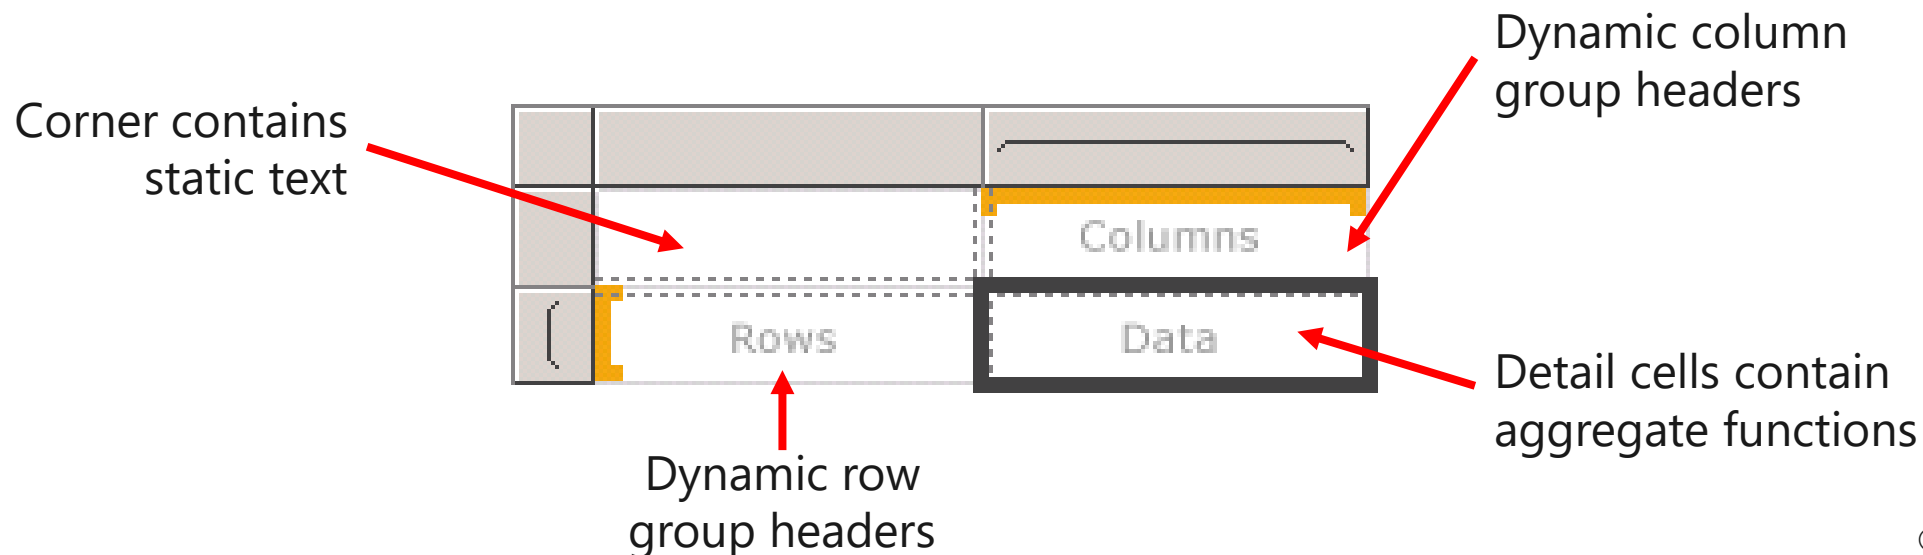 Dynamic column
group headers
Corner contains
static text
Columns
Rows
Data
Detail cells contain
aggregate functions
Dynamic row
group headers